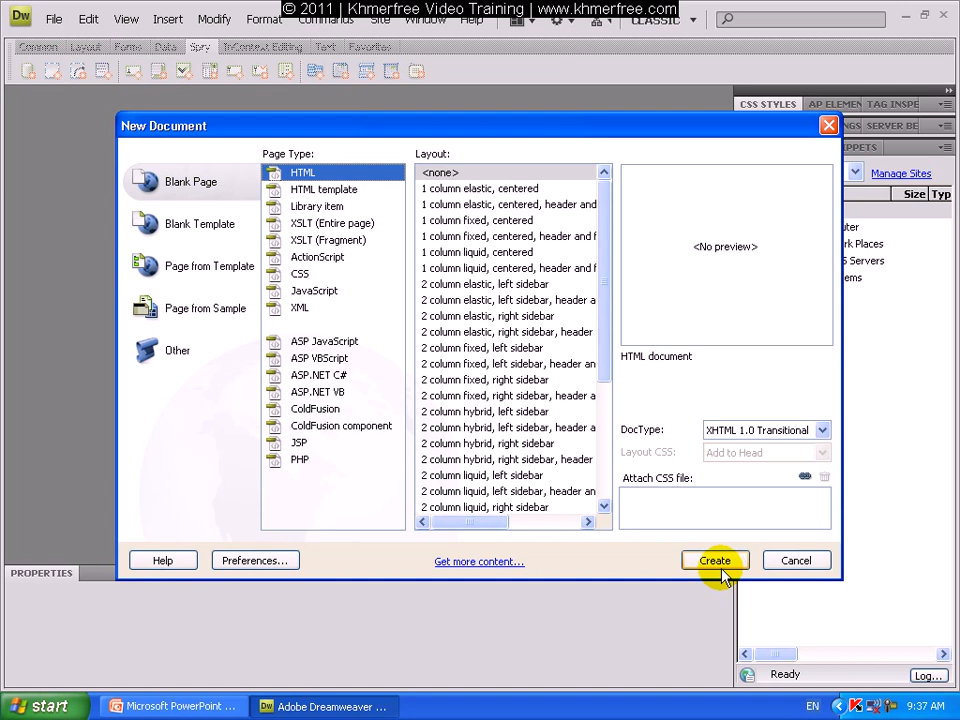 © 2011 | Khmerfree Video Training | www.khmerfree.com
Dw File Edit View Insert Modify Format Commands Site Window Help CLASSIC
Common Layout Forms Data Spry InContext Editing Text Favorites
CSS STYLES AP ELEMEN TAG INSPE
NGS SERVER BE
IPPETS
Manage Sites
Size Typ
uter
rk Places
S Servers
ems
New Document
Blank Page
Blank Template
Page from Template
Page from Sample
Other
Page Type:
HTML
HTML template
Library item
XSLT (Entire page)
XSLT (Fragment)
ActionScript
CSS
JavaScript
XML
ASP JavaScript
ASP VBScript
ASP.NET C#
ASP.NET VB
ColdFusion
ColdFusion component
JSP
PHP
Layout:
<none>
1 column elastic, centered
1 column elastic, centered, header and
1 column fixed, centered
1 column fixed, centered, header and f
1 column liquid, centered
1 column liquid, centered, header and f
2 column elastic, left sidebar
2 column elastic, left sidebar, header a
2 column elastic, right sidebar
2 column elastic, right sidebar, header
2 column fixed, left sidebar
2 column fixed, left sidebar, header and
2 column fixed, right sidebar
2 column fixed, right sidebar, header a
2 column hybrid, left sidebar
2 column hybrid, left sidebar, header a
2 column hybrid, right sidebar
2 column hybrid, right sidebar, header
2 column liquid, left sidebar
2 column liquid, left sidebar, header an
2 column liquid, right sidebar
<No preview>
HTML document
DocType: XHTML 1.0 Transitional
Layout CSS: Add to Head
Attach CSS file:
Help Preferences... Get more content... Create Cancel
PROPERTIES
Ready Log...
start Microsoft PowerPoint ... Adobe Dreamweaver ... EN 9:37 AM